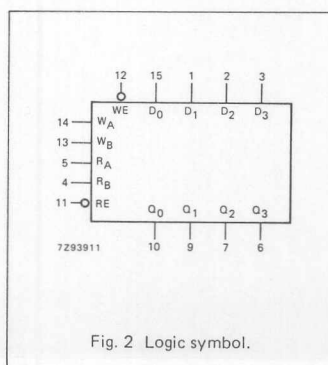 12 15 1 2 3
WE D0 D1 D2 D3
14 WA
13 WB
5 RA
4 RB
11 RE
Q0 Q1 Q2 Q3
7Z93911
10 9 7 6
Fig. 2 Logic symbol.